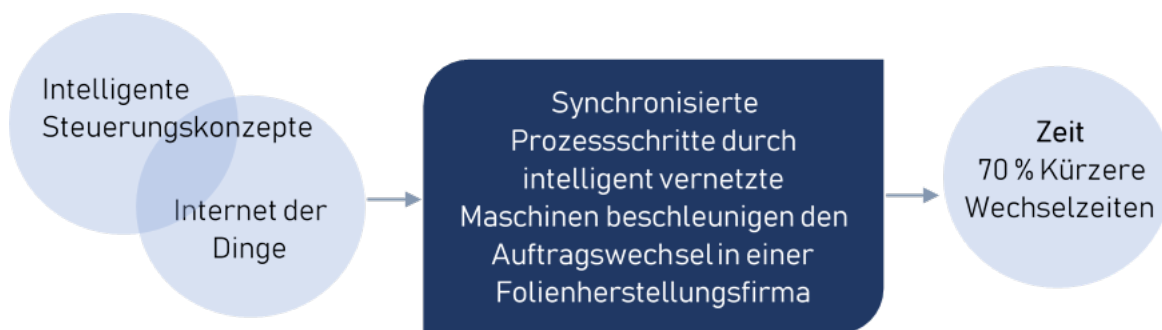 Intelligente
Steuerungskonzepte
Internet der
Dinge
Synchronisierte
Prozessschritte durch
intelligent vernetzte
Maschinen beschleunigen den
Auftragswechsel in einer
Folienherstellungsfirma
Zeit
70 % Kürzere
Wechselzeiten